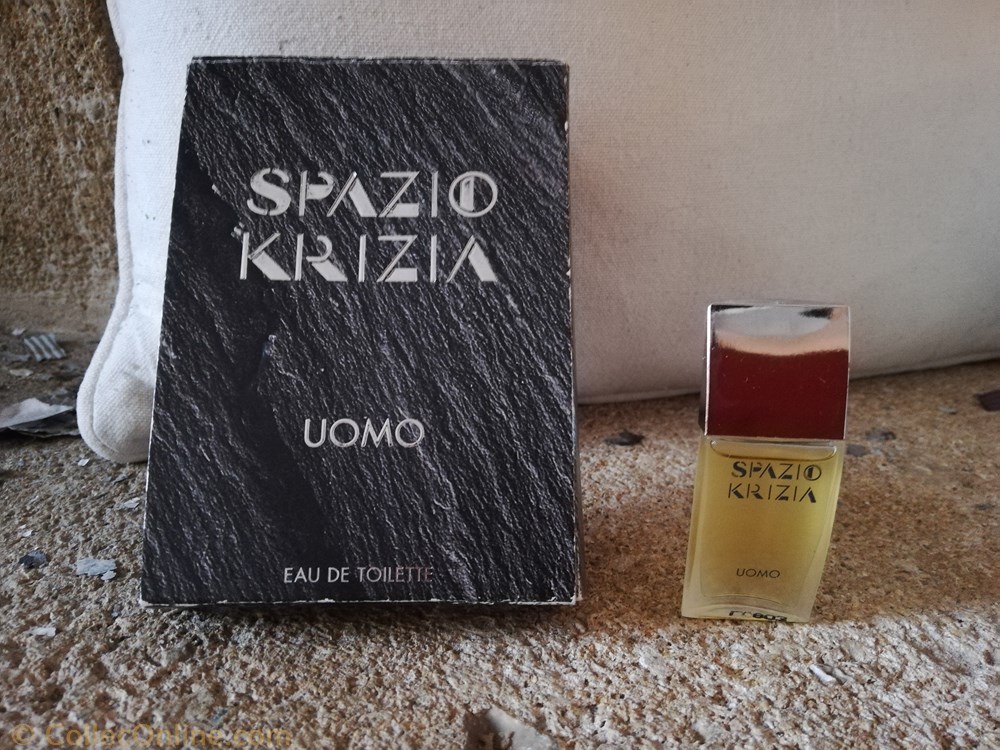 SPAZIO
KRIZIA
UOMO
EAU DE TOILETTE
SPAZIO
KRIZIA
UOMO
© CollecOnline.com